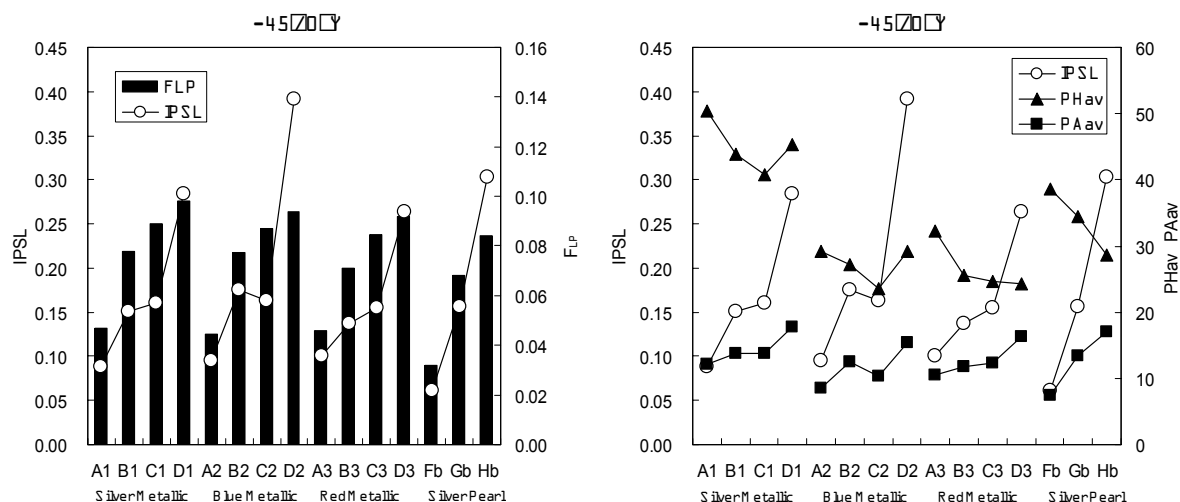 -45/0
-45/0
0.45 0.16 0.45 60
0.40 0.14 0.40 50
0.35 0.12 0.35
0.30 0.10 0.30 40
0.25 0.08 0.25 30
0.20 0.06 0.20
0.15 0.15 20
0.10 0.04 0.10 10
0.05 0.02 0.05
0.00 0.00 0.00 0
FLP
IPSL
IPSL
PHav
PAav
IPSL
FLP
IPSL
PHav PAav
A1 B1 C1 D1 A2 B2 C2 D2 A3 B3 C3 D3 Fb Gb Hb
Silver Metallic Blue Metallic Red Metallic Silver Pearl
A1 B1 C1 D1 A2 B2 C2 D2 A3 B3 C3 D3 Fb Gb Hb
Silver Metallic Blue Metallic Red Metallic Silver Pearl